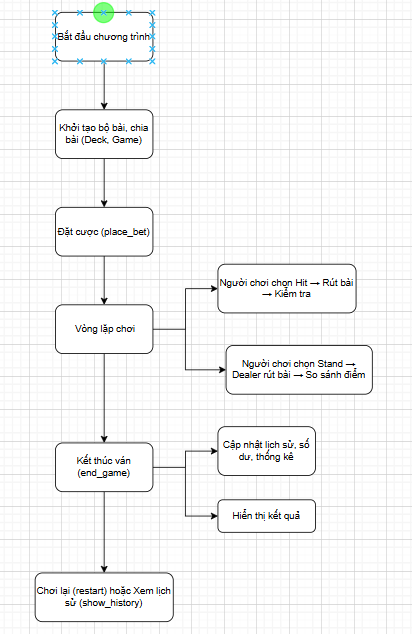 Bắt đầu chương trình
Khởi tạo bộ bài, chia
bài (Deck, Game)
Đặt cược (place_bet)
Vòng lặp chơi
Người chơi chọn Hit → Rút bài
→ Kiểm tra
Người chơi chọn Stand →
Dealer rút bài → So sánh điểm
Kết thúc ván
(end_game)
Cập nhật lịch sử, số
dư, thống kê
Hiển thị kết quả
Chơi lại (restart) hoặc Xem lịch
sử (show_history)